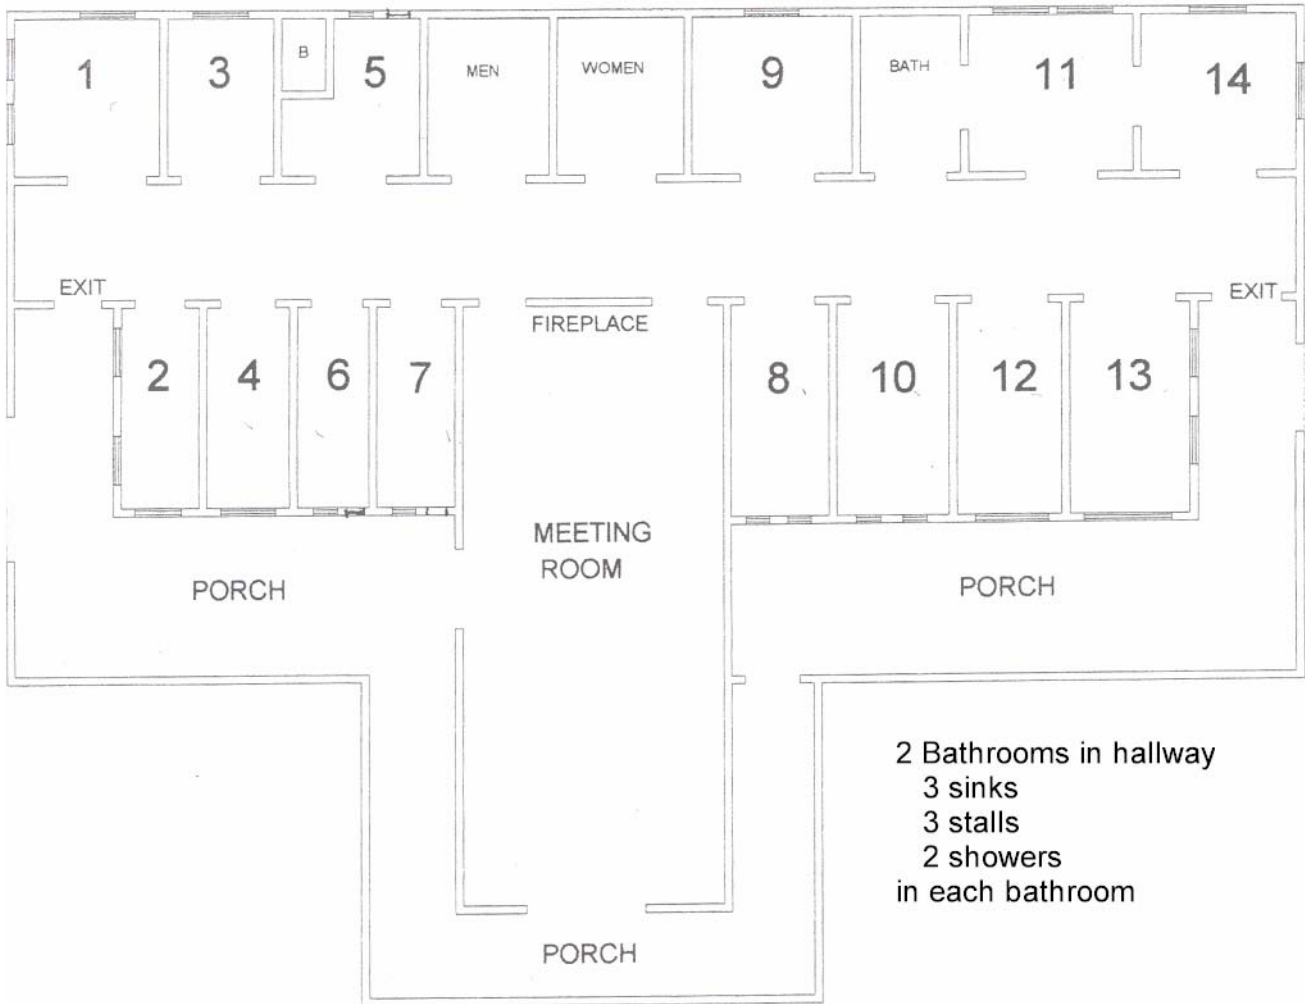 1
3
B
5
MEN
WOMEN
9
BATH
11
14
EXIT
EXIT
FIREPLACE
2
4
6
7
8
10
12
13
MEETING
ROOM
PORCH
PORCH
2 Bathrooms in hallway
3 sinks
3 stalls
2 showers
in each bathroom
PORCH